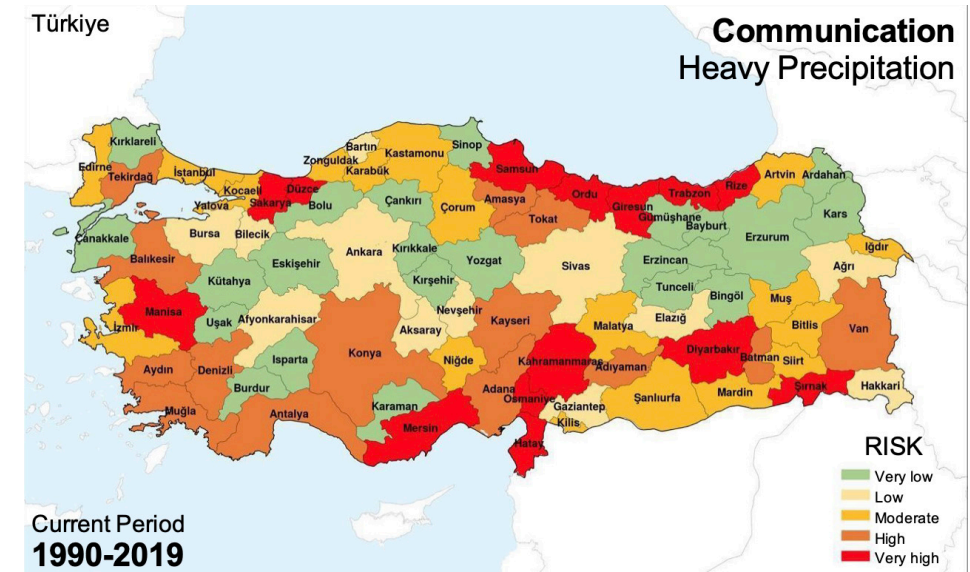 Türkiye
Communication
Heavy Precipitation
Kırklareli
Edirne
Tekirdağ
İstanbul
Kocaeli
Yalova
Sakarya
Düzce
Bolu
Zonguldak
Bartın
Karabük
Kastamonu
Sinop
Çankırı
Çorum
Samsun
Amasya
Tokat
Ordu
Giresun
Gümüşhane
Trabzon
Rize
Bayburt
Artvin
Ardahan
Kars
Erzurum
Iğdır
Ağrı
Çanakkale
Balıkesir
Bursa
Bilecik
Eskişehir
Ankara
Kırıkkale
Kırşehir
Yozgat
Sivas
Erzincan
Tunceli
Bingöl
Muş
Bitlis
Van
Kütahya
Manisa
İzmir
Uşak
Afyonkarahisar
Aksaray
Nevşehir
Kayseri
Malatya
Elazığ
Diyarbakır
Batman
Siirt
Şırnak
Hakkari
Aydın
Denizli
Isparta
Burdur
Konya
Niğde
Kahramanmaraş
Adıyaman
Muğla
Antalya
Karaman
Mersin
Adana
Osmaniye
Gaziantep
Kilis
Şanlıurfa
Mardin
Hatay
RISK
Very low
Low
Moderate
High
Very high
Current Period
1990-2019